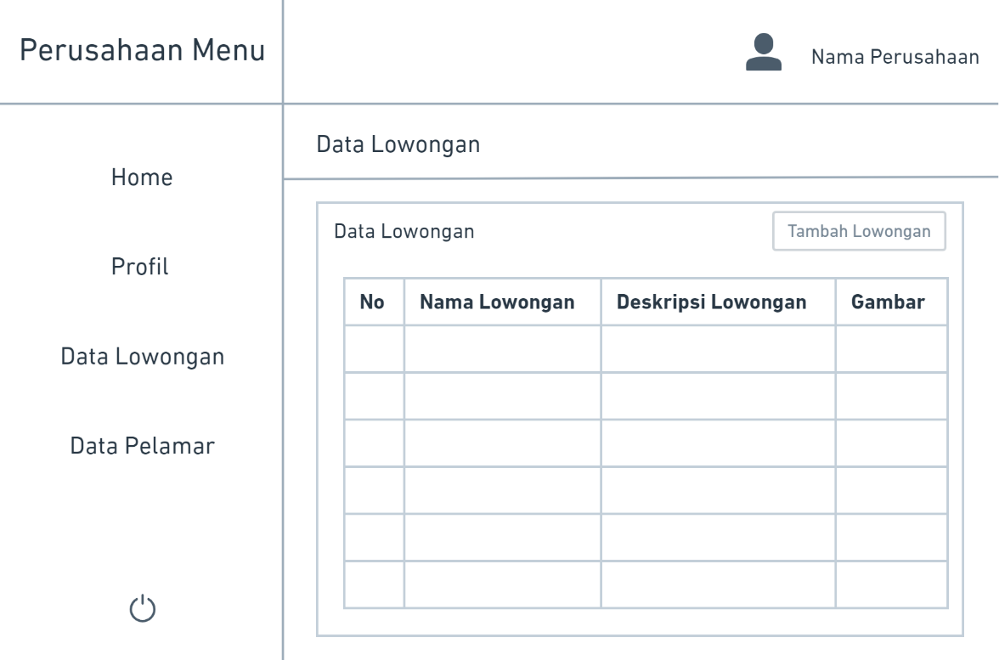 Perusahaan Menu
Nama Perusahaan
Home
Profil
Data Lowongan
Data Pelamar
Data Lowongan
Data Lowongan
Tambah Lowongan
No Nama Lowongan Deskripsi Lowongan Gambar